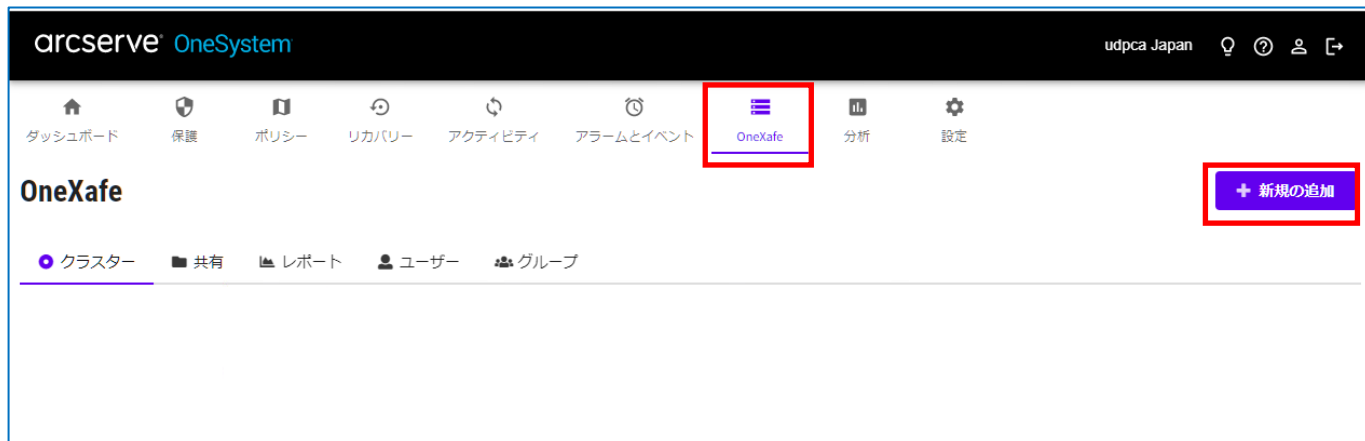 arcserve® OneSystem
udpca Japan
ダッシュボード 保護 ポリシー リカバリー アクティビティ アラームとイベント OneXafe 分析 設定
OneXafe
+ 新規の追加
クラスター 共有 レポート ユーザー グループ